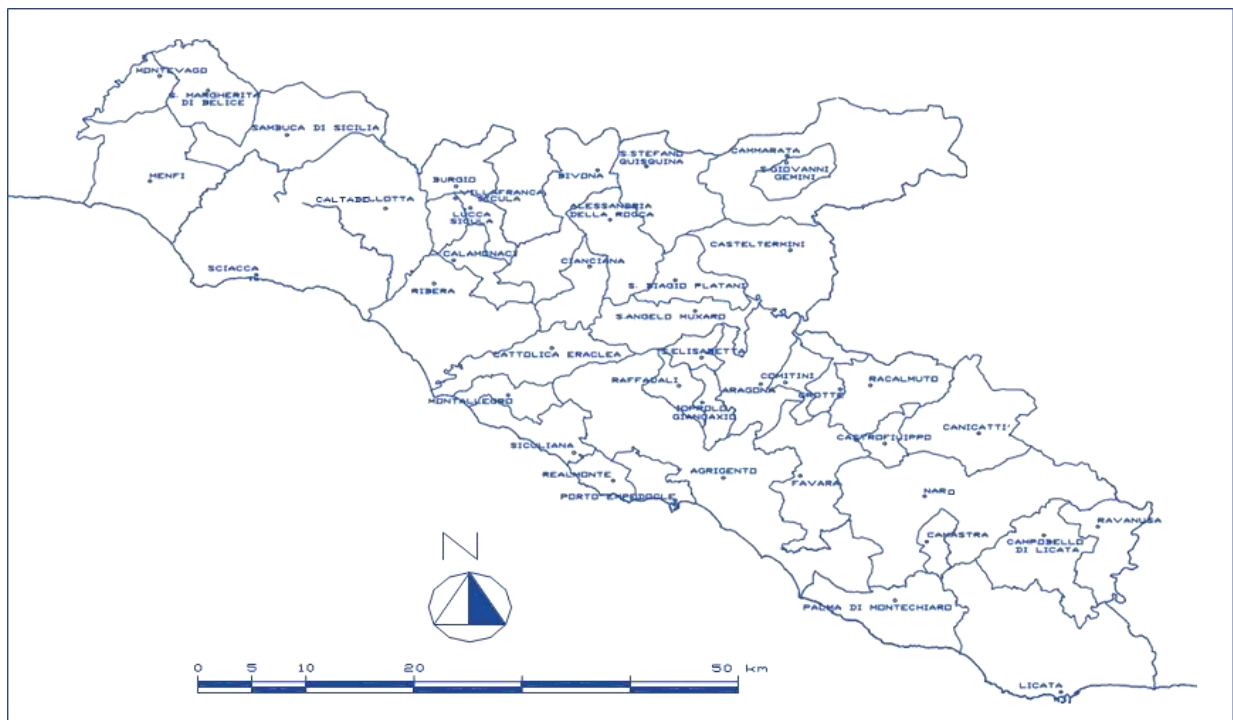 MONTEVAGO
S. MARGHERITA
DI BELICE
SAMBUCA DI SICILIA
MENFI
CALTABELLOTTA
SCIACCA
BURGIO
VILLAFRANCA
SICULA
LUCCA
SICULA
CALAMONACI
RIBERA
BIVONA
S.STEFANO
QUISQUINA
ALESSANDRIA
DELLA ROCCA
CIANCIANA
CAMMARATA
S.GIOVANNI
GEMINI
CASTELTERMINI
S. BIAGIO PLATANI
S.ANGELO MUXARO
CATTOLICA ERACLEA
S.ELISABETTA
RAFFADALI
ARAGONA
COMITINI
GROTTE
RACALMUTO
MONTALLEGRO
GIANCAXIO
CASTROFILIPPO
CANICATTI'
SICULIANA
REALMONTE
AGRIGENTO
FAVARA
PORTO EMPEDOCLE
NARO
RAVANUSA
CAMASTRA
CAMPOBELLO
DI LICATA
PALMA DI MONTECHIARO
LICATA
N
0 5 10 20 50 km